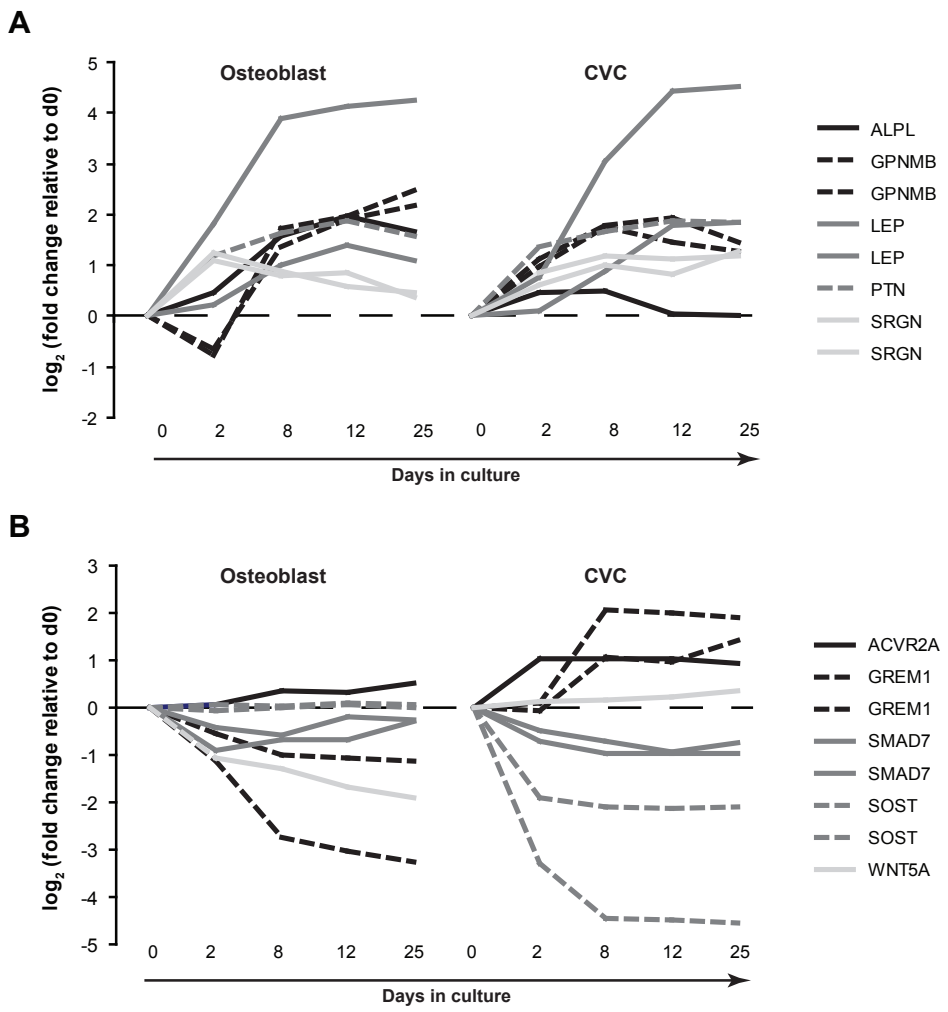 A
Osteoblast
CVC
log2 (fold change relative to d0)
5
4
3
2
1
0
-1
-2
0 2 8 12 25
0 2 8 12 25
Days in culture
ALPL
GPNMB
GPNMB
LEP
LEP
PTN
SRGN
SRGN
B
Osteoblast
CVC
log2 (fold change relative to d0)
3
2
1
0
-1
-2
-3
-4
-5
0 2 8 12 25
0 2 8 12 25
Days in culture
ACVR2A
GREM1
GREM1
SMAD7
SMAD7
SOST
SOST
WNT5A